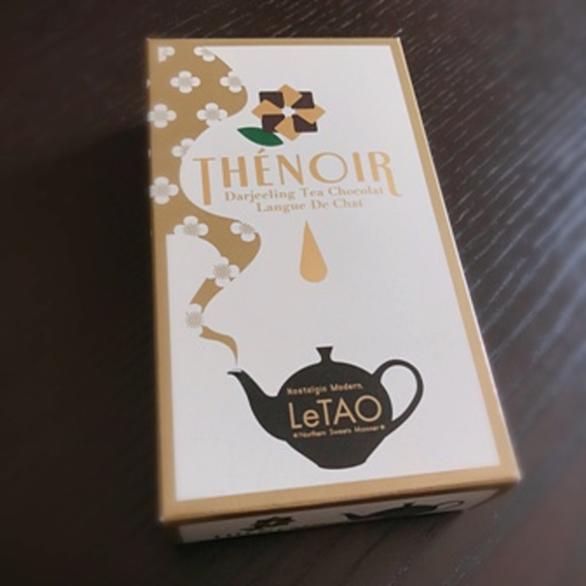 THÉNOIR
Darjeeling Tea Chocolat
Langue De Chat
Nostalgic Modern.
LeTAO
Northern Sweets Manner